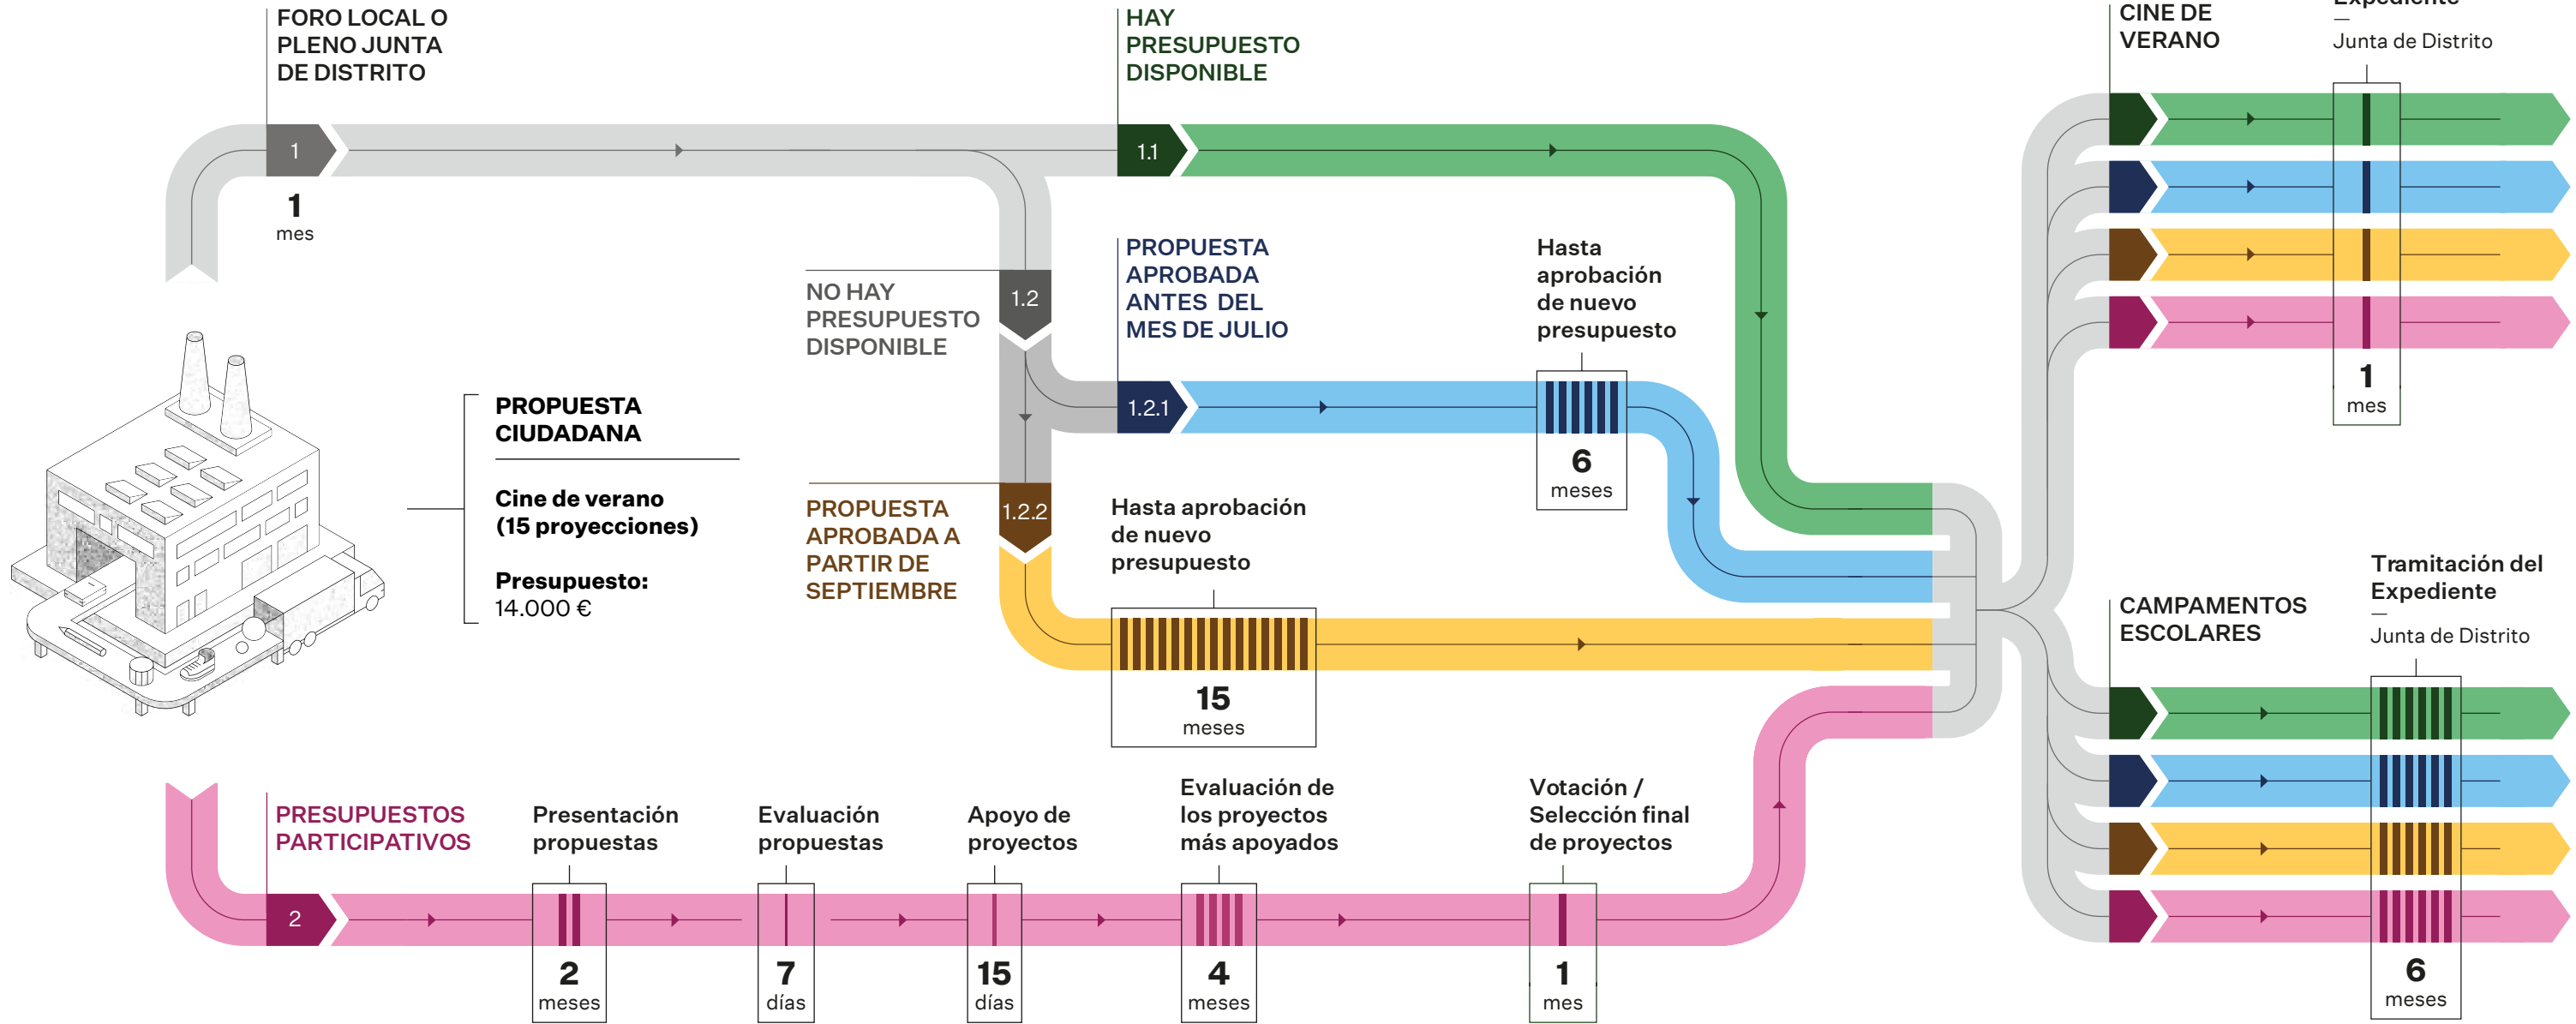 FORO LOCAL O
PLENO JUNTA
DE DISTRITO
1
1
mes
HAY
PRESUPUESTO
DISPONIBLE
1.1
NO HAY
PRESUPUESTO
DISPONIBLE
1.2
PROPUESTA
APROBADA
ANTES DEL
MES DE JULIO
1.2.1
Hasta
aprobación
de nuevo
presupuesto
6
meses
PROPUESTA
APROBADA A
PARTIR DE
SEPTIEMBRE
1.2.2
Hasta aprobación
de nuevo
presupuesto
15
meses
PROPUESTA
CIUDADANA
Cine de verano
(15 proyecciones)
Presupuesto:
14.000 €
PRESUPUESTOS
PARTICIPATIVOS
2
Presentación
propuestas
2
meses
Evaluación
propuestas
7
días
Apoyo de
proyectos
15
días
Evaluación de
los proyectos
más apoyados
4
meses
Votación /
Selección final
de proyectos
1
mes
CINE DE
VERANO
Expediente
—
Junta de Distrito
1
mes
CAMPAMENTOS
ESCOLARES
Tramitación del
Expediente
—
Junta de Distrito
6
meses